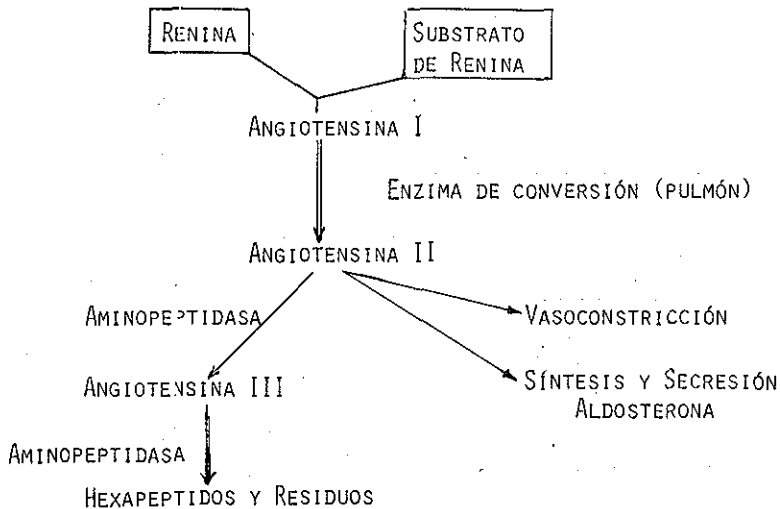 RENINA
SUBSTRATO
DE RENINA
ANGIOTENSINA I
ENZIMA DE CONVERSIÓN (PULMÓN)
ANGIOTENSINA II
AMINOPEPTIDASA
VASOCONSTRICCIÓN
ANGIOTENSINA III
SÍNTESIS Y SECRESIÓN
ALDOSTERONA
AMINOPEPTIDASA
HEXAPEPTIDOS Y RESIDUOS